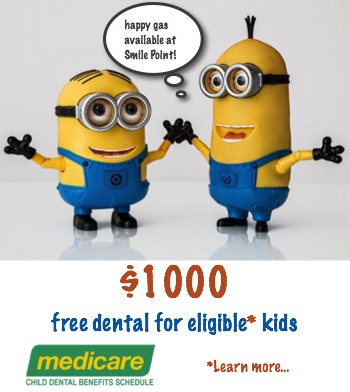 happy gas
available at
Smile Point!
$1000
free dental for eligible* kids
medicare
CHILD DENTAL BENEFITS SCHEDULE
*Learn more...